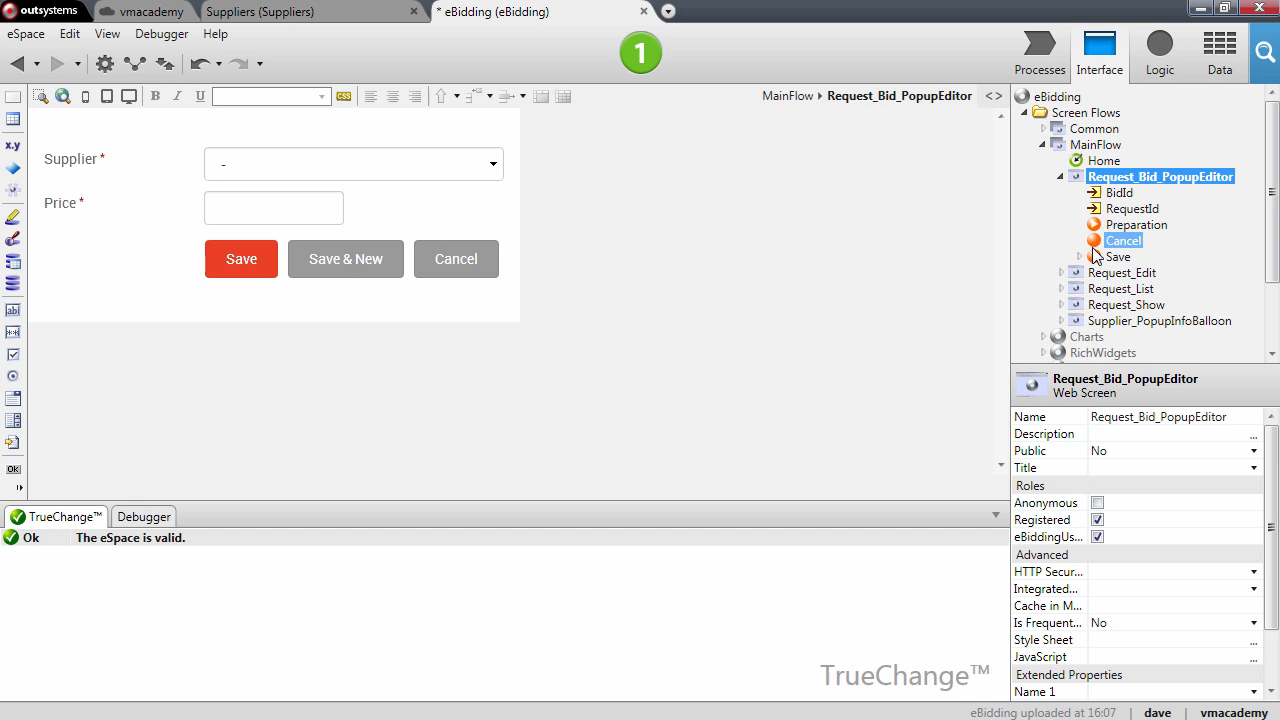 outsystems
vmacademy
Suppliers (Suppliers)
* eBidding (eBidding)
eSpace
Edit
View
Debugger
Help
1
Processes
Interface
Logic
Data
B
I
U
CSS
MainFlow
Request_Bid_PopupEditor
<>
x.y
ab
Ok
Supplier *
-
Price *
Save
Save & New
Cancel
eBidding
Screen Flows
Common
MainFlow
Home
Request_Bid_PopupEditor
BidId
RequestId
Preparation
Cancel
Save
Request_Edit
Request_List
Request_Show
Supplier_PopupInfoBalloon
Charts
RichWidgets
Request_Bid_PopupEditor
Web Screen
Name Request_Bid_PopupEditor
Description ...
Public No
Title
Roles
Anonymous
Registered
eBiddingUs...
Advanced
HTTP Secur...
Integrated...
Cache in M...
Is Frequent... No
Style Sheet ...
JavaScript ...
Extended Properties
Name 1
TrueChange™
Debugger
Ok The eSpace is valid.
TrueChange™
eBidding uploaded at 16:07
dave
vmacademy